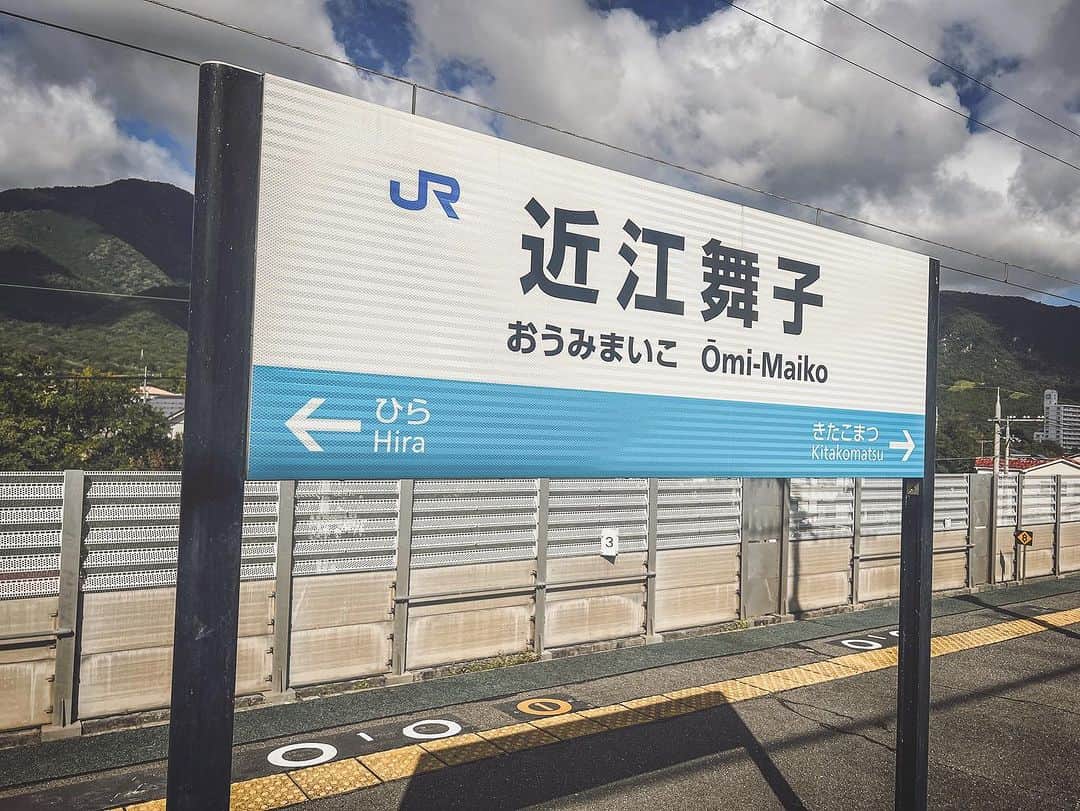 JR
近江舞子
おうみまいこ Ōmi-Maiko
ひら
Hira
きたこまつ
Kitakomatsu
3